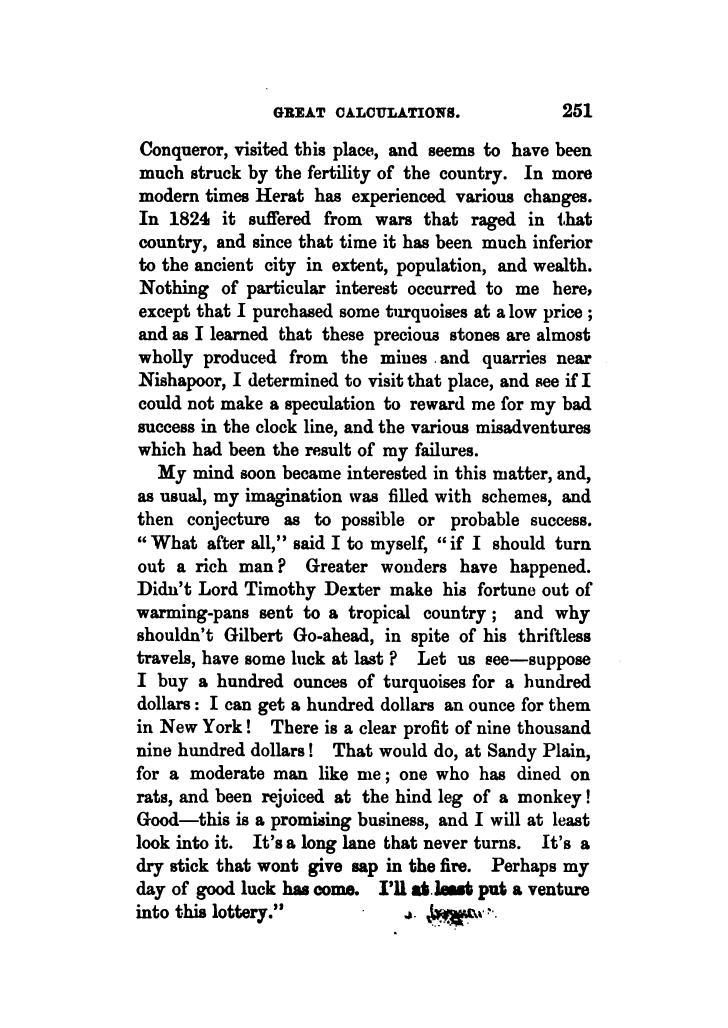 GREAT CALCULATIONS. 251
Conqueror, visited this place, and seems to have been
much struck by the fertility of the country. In more
modern times Herat has experienced various changes.
In 1824 it suffered from wars that raged in that
country, and since that time it has been much inferior
to the ancient city in extent, population, and wealth.
Nothing of particular interest occurred to me here,
except that I purchased some turquoises at a low price;
and as I learned that these precious stones are almost
wholly produced from the mines and quarries near
Nishapoor, I determined to visit that place, and see if I
could not make a speculation to reward me for my bad
success in the clock line, and the various misadventures
which had been the result of my failures.
My mind soon became interested in this matter, and,
as usual, my imagination was filled with schemes, and
then conjecture as to possible or probable success.
"What after all," said I to myself, "if I should turn
out a rich man? Greater wonders have happened.
Didn't Lord Timothy Dexter make his fortune out of
warming-pans sent to a tropical country; and why
shouldn't Gilbert Go-ahead, in spite of his thriftless
travels, have some luck at last? Let us see—suppose
I buy a hundred ounces of turquoises for a hundred
dollars: I can get a hundred dollars an ounce for them
in New York! There is a clear profit of nine thousand
nine hundred dollars! That would do, at Sandy Plain,
for a moderate man like me; one who has dined on
rats, and been rejoiced at the hind leg of a monkey!
Good—this is a promising business, and I will at least
look into it. It's a long lane that never turns. It's a
dry stick that wont give sap in the fire. Perhaps my
day of good luck has come. I'll at least put a venture
into this lottery."